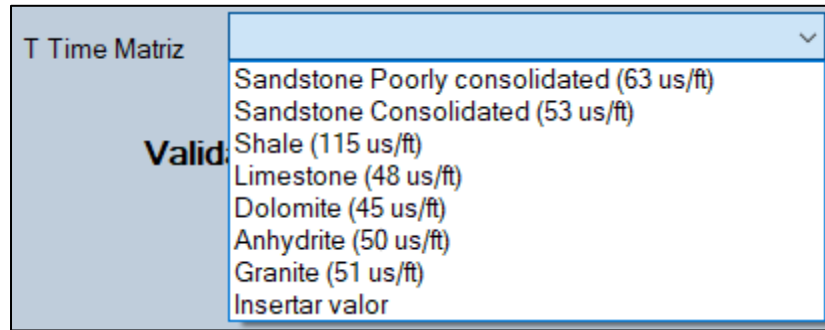 T Time Matriz
Sandstone Poorly consolidated (63 us/ft)
Sandstone Consolidated (53 us/ft)
Shale (115 us/ft)
Limestone (48 us/ft)
Dolomite (45 us/ft)
Anhydrite (50 us/ft)
Granite (51 us/ft)
Insertar valor